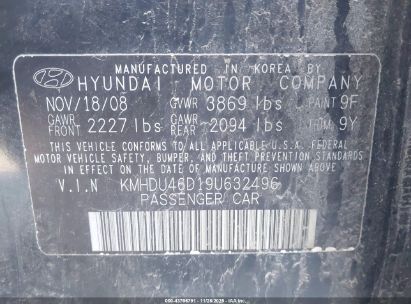 MANUFACTURED IN KOREA BY
HYUNDAI MOTOR COMPANY
NOV/18/08 GVWR 3869 lbs PAINT 9F
GAWR FRONT 2227 lbs GAWR REAR 2094 lbs TRIM 9Y
THIS VEHICLE CONFORMS TO ALL APPLICABLE U.S.A. FEDERAL
MOTOR VEHICLE SAFETY, BUMPER, AND THEFT PREVENTION
STANDARDS IN EFFECT ON THE DATE OF MANUFACTURE
SHOWN ABOVE
V.I.N KMHDU46D19U632496
PASSENGER CAR